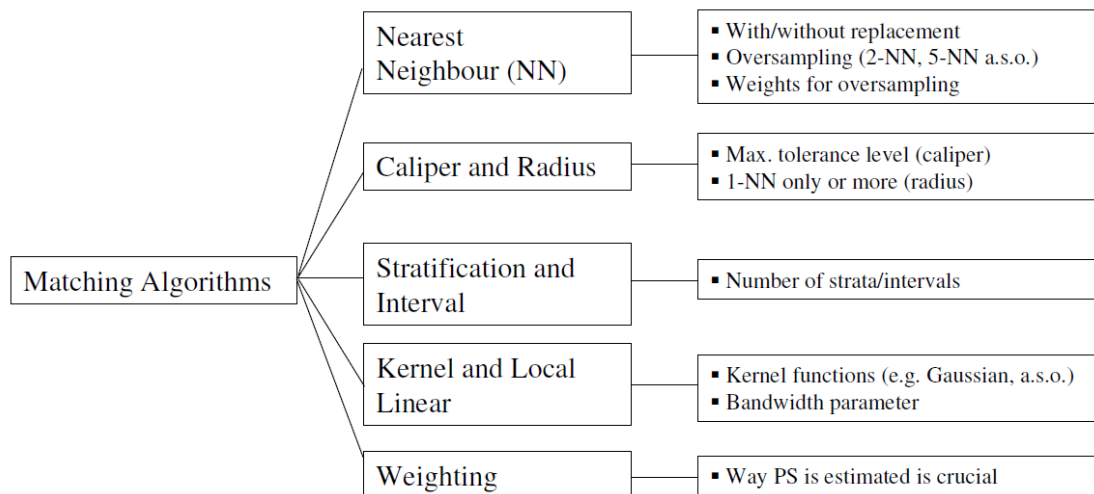 Matching Algorithms
Nearest
Neighbour (NN)
▪ With/without replacement
▪ Oversampling (2-NN, 5-NN a.s.o.)
▪ Weights for oversampling
Caliper and Radius
▪ Max. tolerance level (caliper)
▪ 1-NN only or more (radius)
Stratification and
Interval
▪ Number of strata/intervals
Kernel and Local
Linear
▪ Kernel functions (e.g. Gaussian, a.s.o.)
▪ Bandwidth parameter
Weighting
▪ Way PS is estimated is crucial